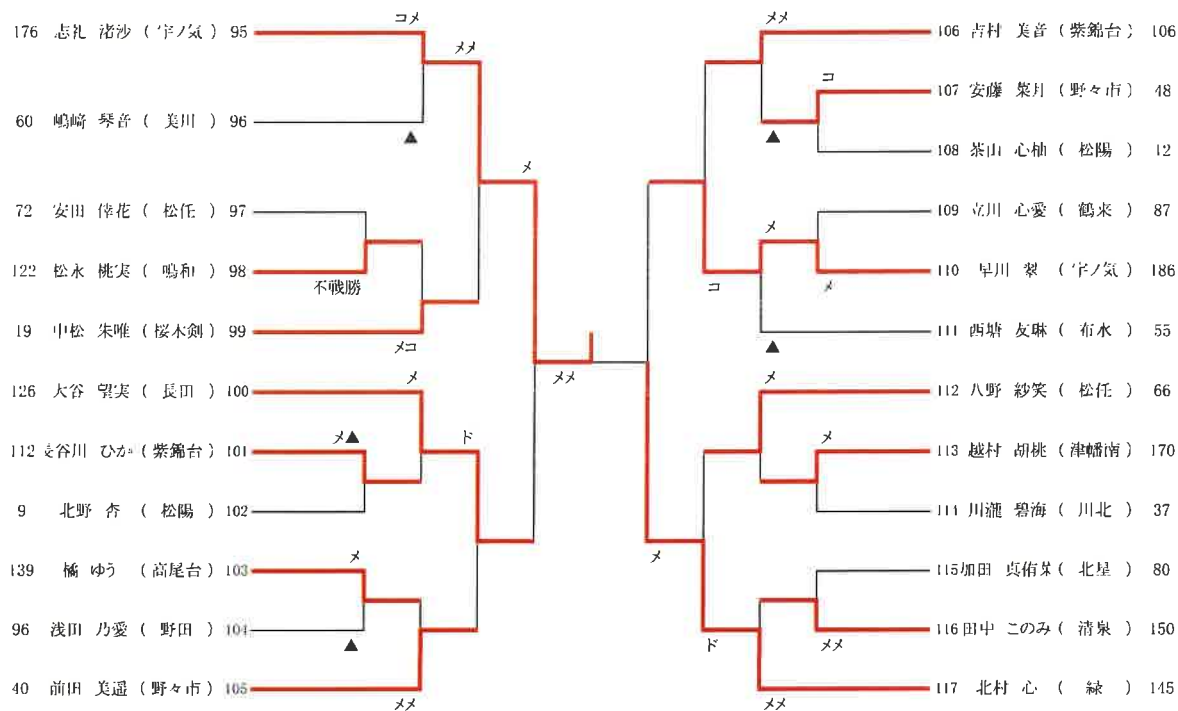 コメ
メメ
176 志礼 渚沙 ( 宇ノ気 ) 95
106 吉村 美音 ( 紫錦台 ) 106
メメ
コ
107 安藤 菜月 ( 野々市 ) 48
60 嶋﨑 琴音 ( 美川 ) 96
▲
▲
108 茶山 心柚 ( 松陽 ) 12
メ
72 安田 倖花 ( 松任 ) 97
109 立川 心愛 ( 鶴来 ) 87
メ
122 松永 桃実 ( 鳴和 ) 98
110 早川 翠 ( 宇ノ気 ) 186
不戦勝
コ
メ
19 中松 朱唯 ( 桜木剣 ) 99
111 西塘 友琳 ( 布水 ) 55
メコ
▲
メ
メメ
メ
126 大谷 望実 ( 長田 ) 100
112 八野 紗笑 ( 松任 ) 66
メ▲
ド
メ
112 長谷川 ひか ( 紫錦台 ) 101
113 越村 胡桃 ( 津幡南 ) 170
9 北野 杏 ( 松陽 ) 102
114 川瀧 碧海 ( 川北 ) 37
メ
メ
139 橘 ゆう ( 高尾台 ) 103
115 加田 真侑菜 ( 北星 ) 80
96 浅田 乃愛 ( 野田 ) 104
116 田中 このみ ( 清泉 ) 150
▲
ド
メメ
40 前田 美遥 ( 野々市 ) 105
117 北村 心 ( 緑 ) 145
メメ
メメ